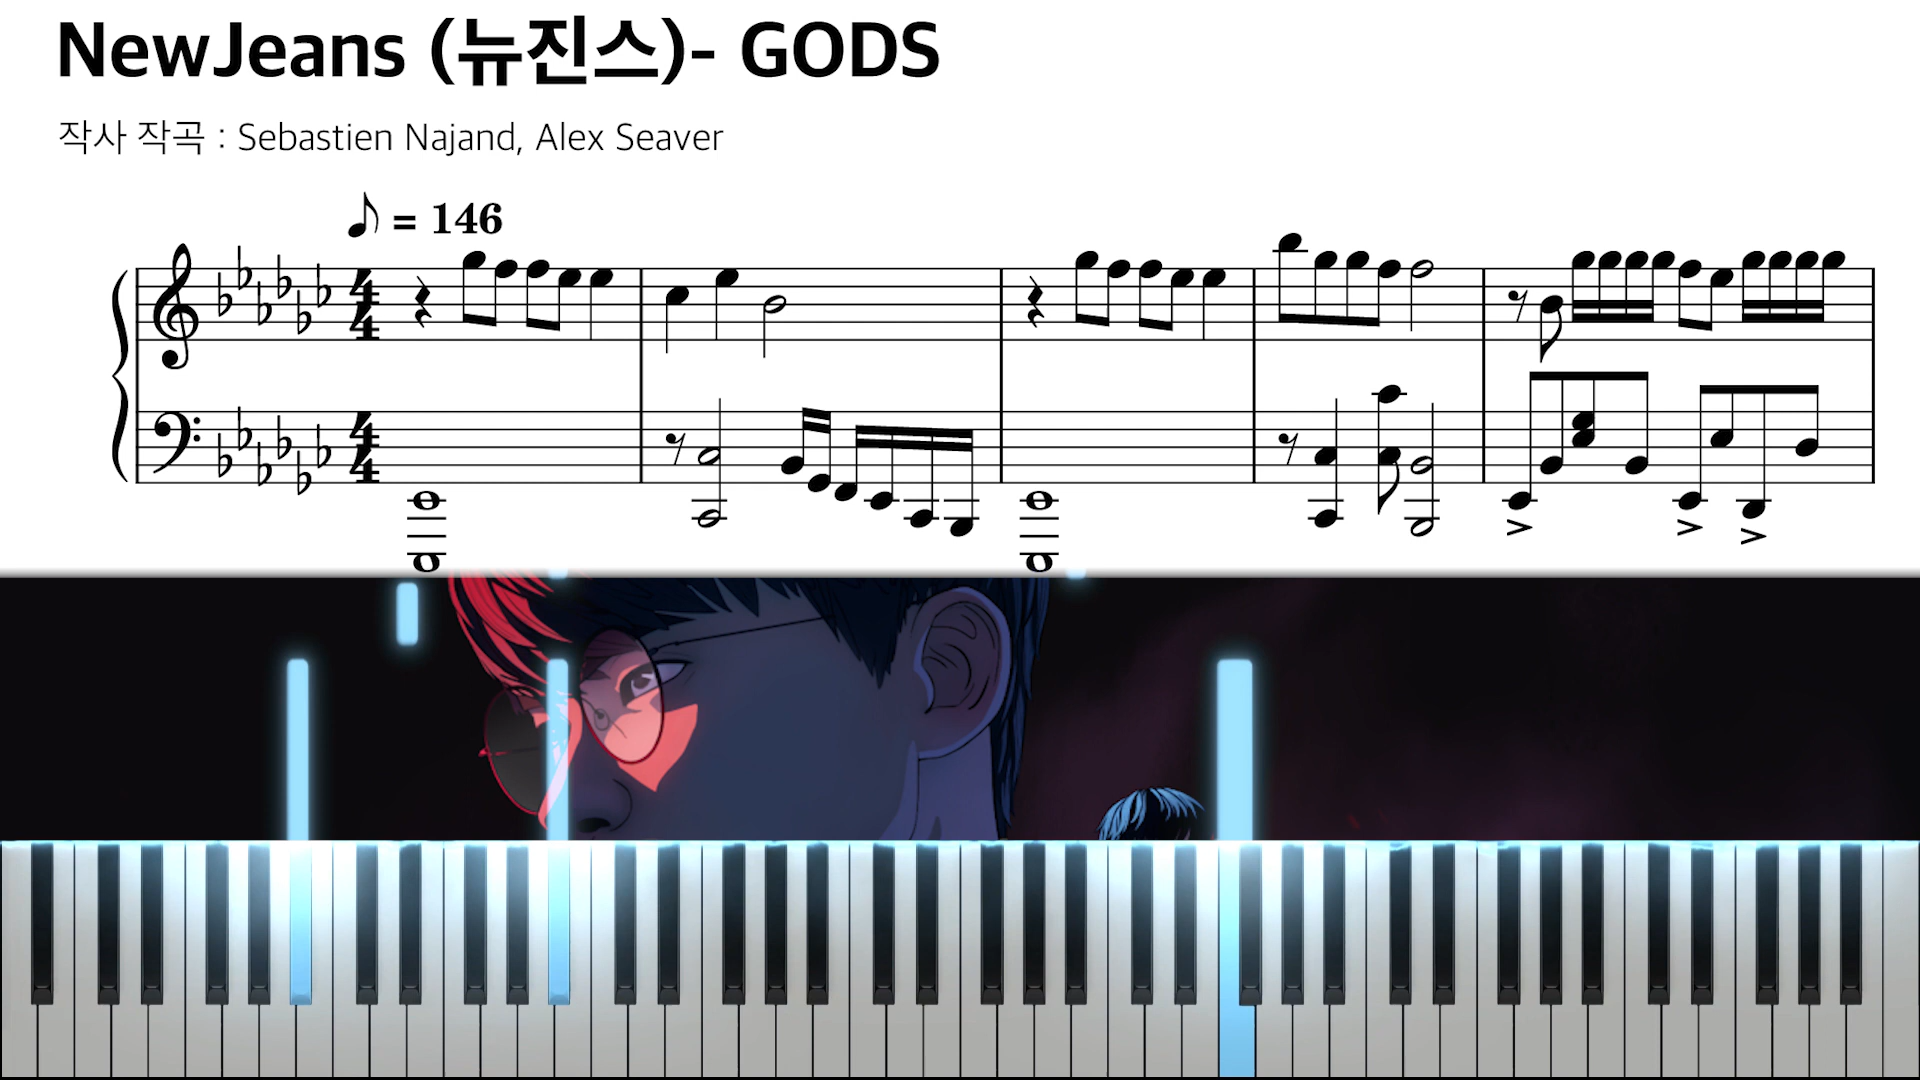 NewJeans (뉴진스)- GODS
작사 작곡 : Sebastien Najand, Alex Seaver
♪ = 146